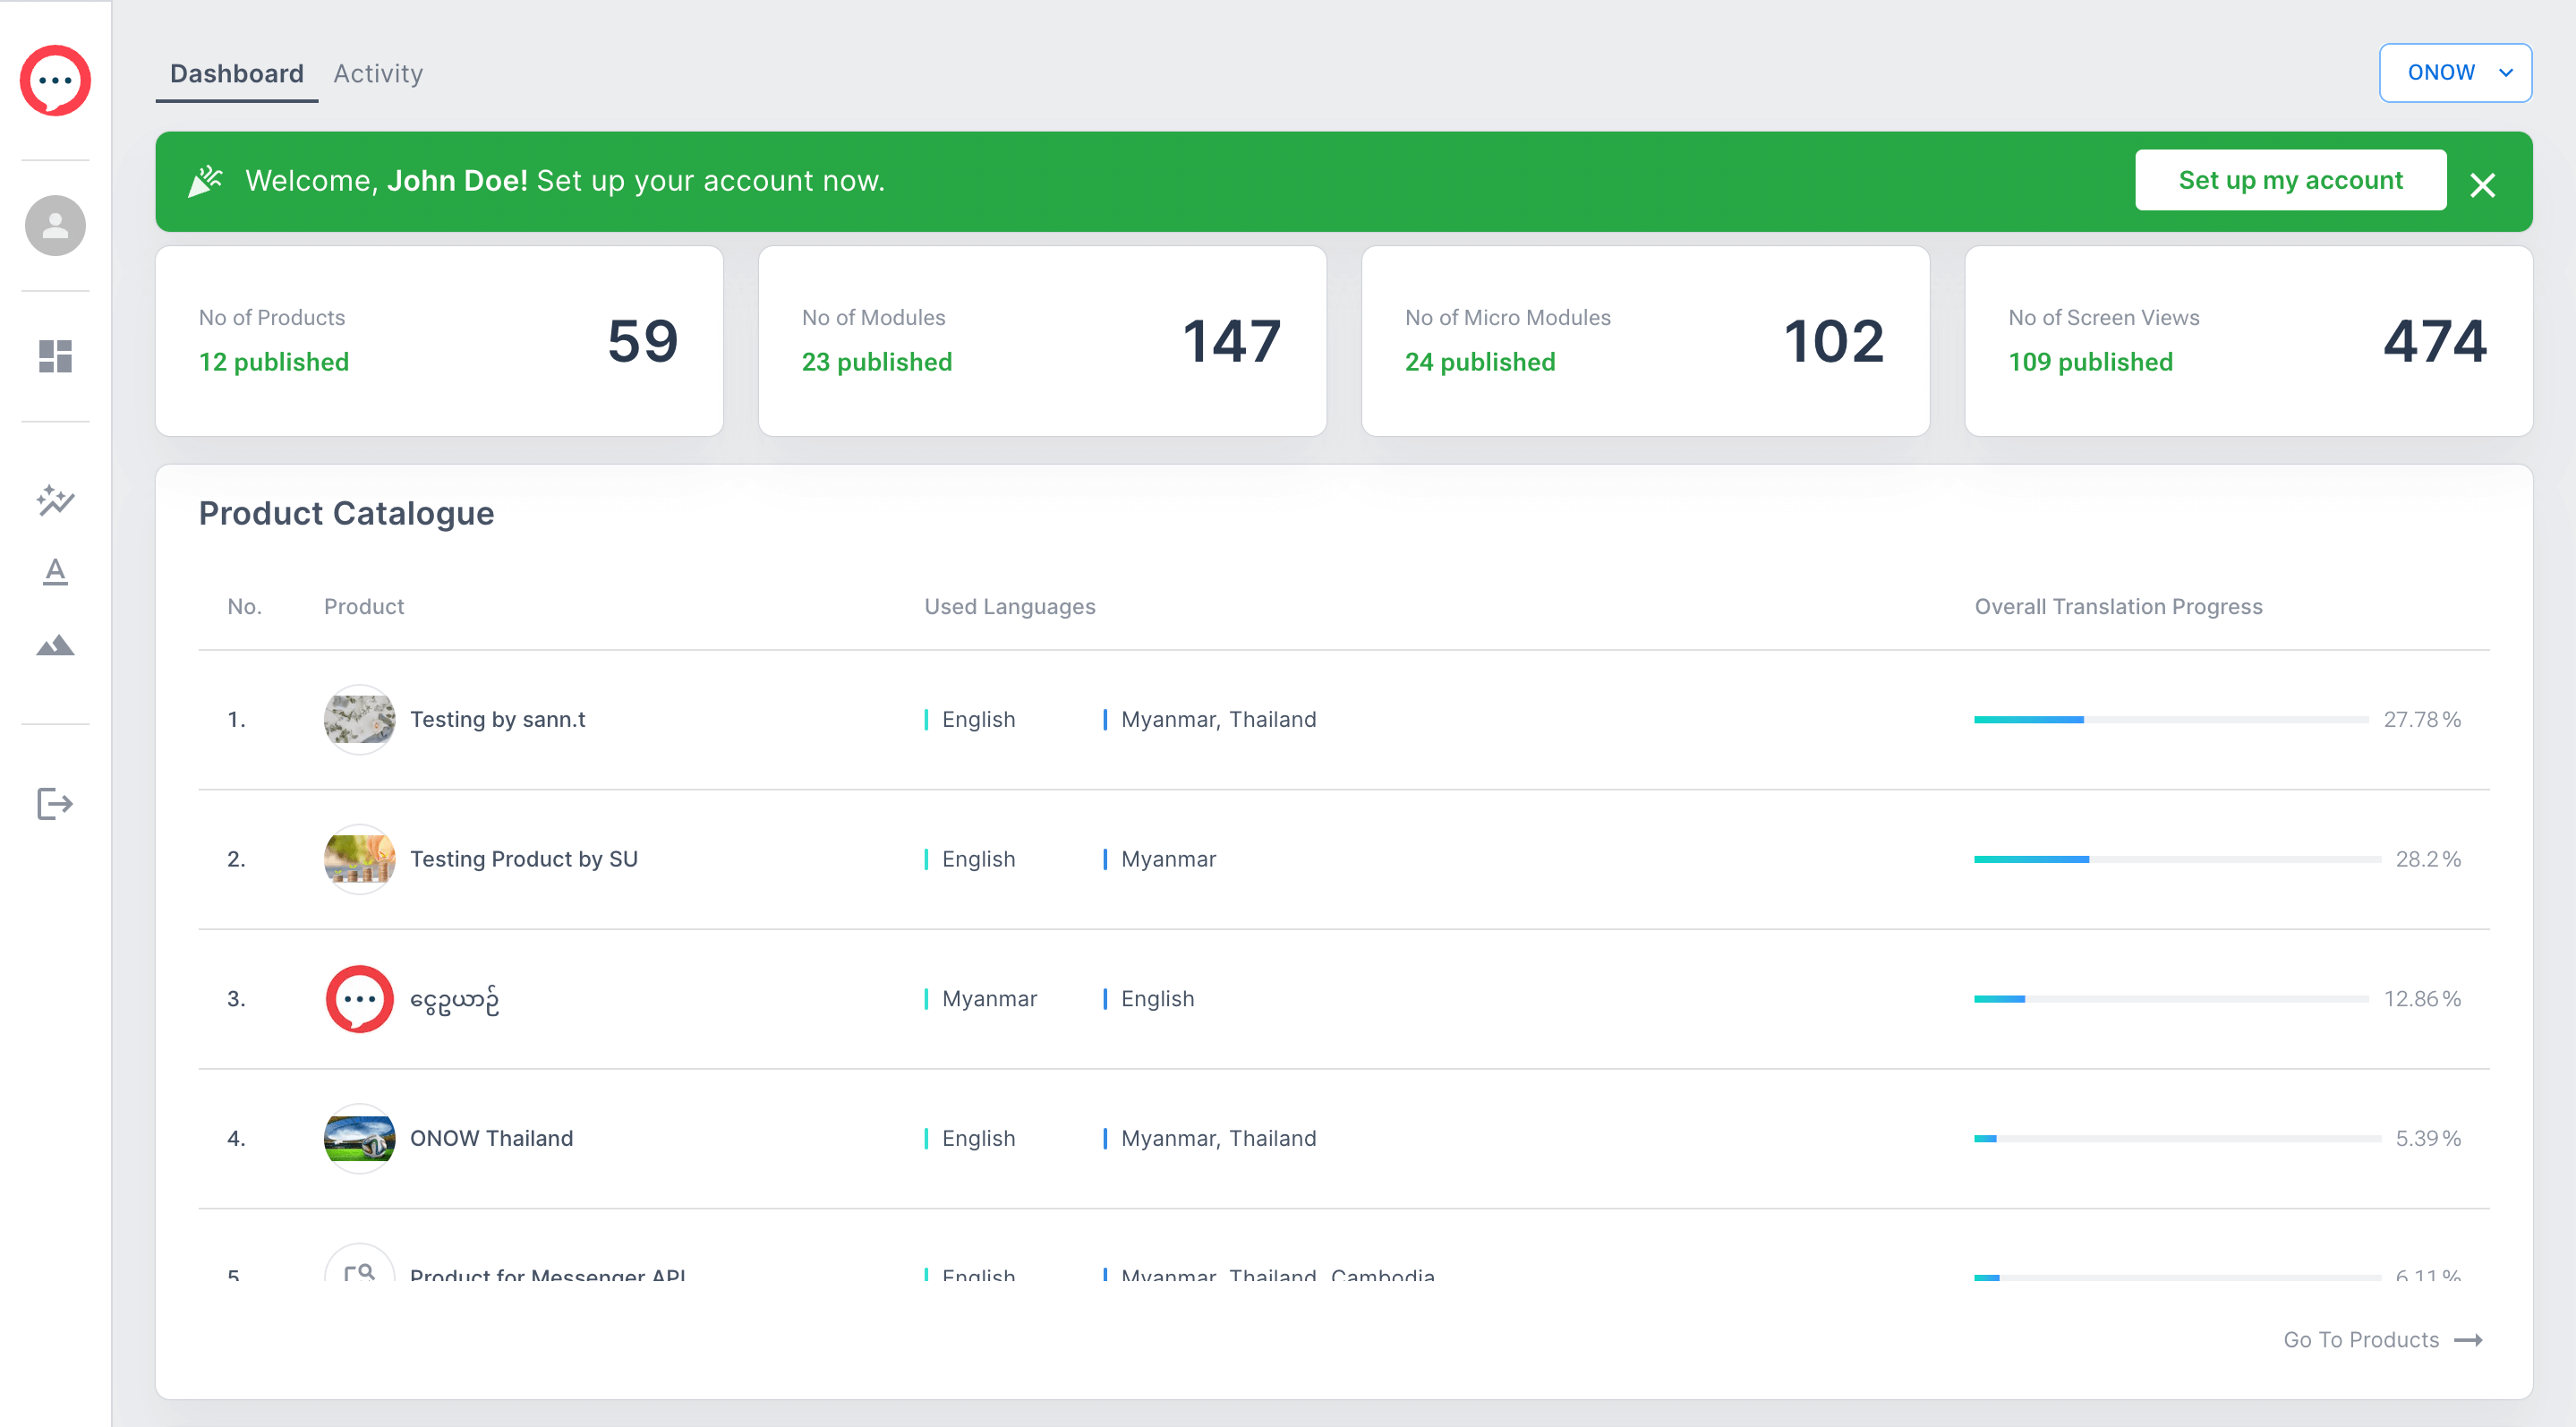 Dashboard Activity
ONOW
Welcome, John Doe! Set up your account now.
Set up my account
No of Products
12 published
59
No of Modules
23 published
147
No of Micro Modules
24 published
102
No of Screen Views
109 published
474
Product Catalogue
No. Product Used Languages Overall Translation Progress
1. Testing by sann.t English Myanmar, Thailand 27.78%
2. Testing Product by SU English Myanmar 28.2%
3. ငွေဥယာဉ် Myanmar English 12.86%
4. ONOW Thailand English Myanmar, Thailand 5.39%
5. Product for Messenger API English Myanmar, Thailand, Cambodia 6.11%
Go To Products